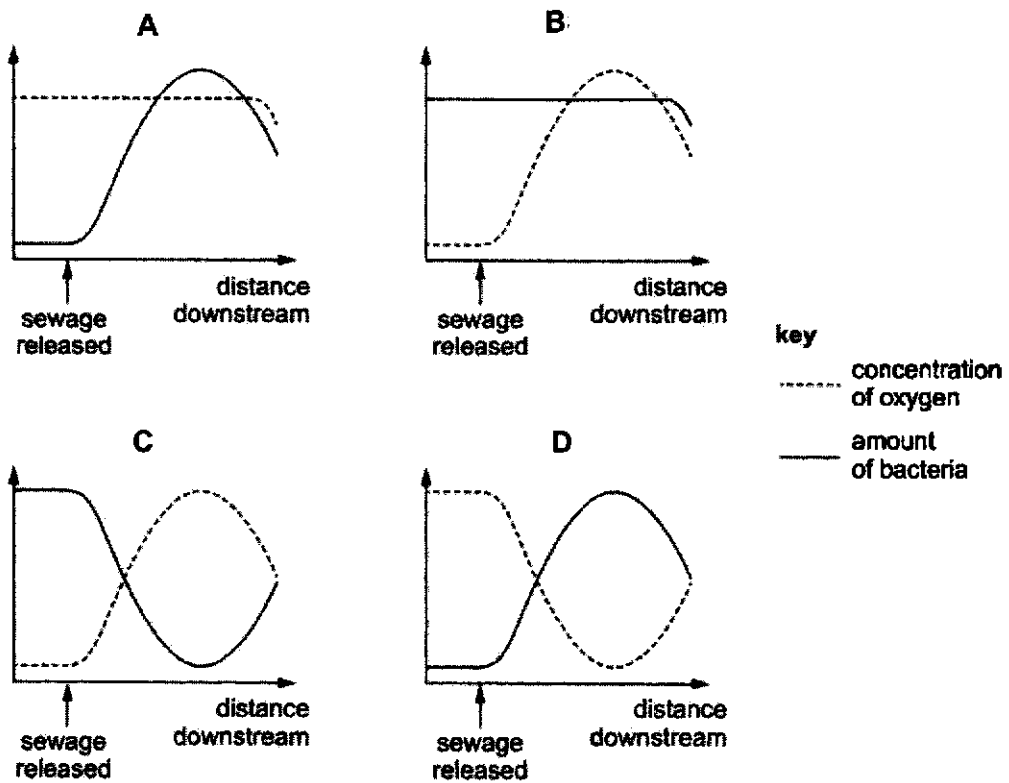 A
B
distance
downstream
sewage
released
distance
downstream
sewage
released
key
concentration
of oxygen
amount
of bacteria
C
D
distance
downstream
sewage
released
distance
downstream
sewage
released